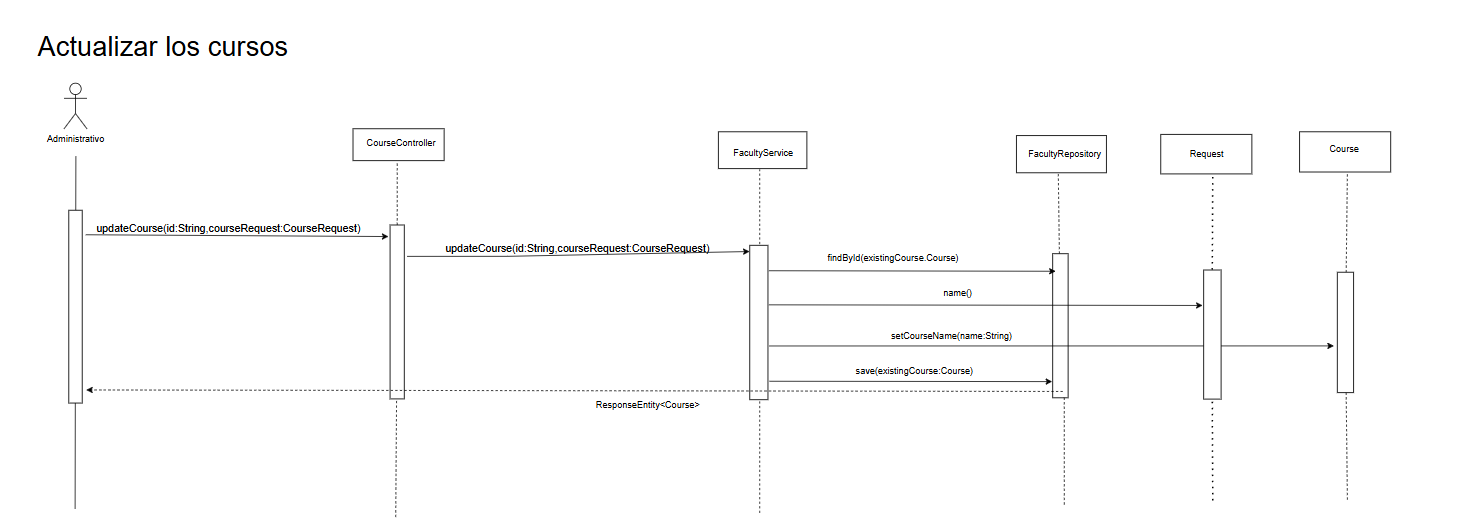 Actualizar los cursos
Administrativo
CourseController
FacultyService
FacultyRepository
Request
Course
updateCourse(id:String,courseRequest:CourseRequest)
updateCourse(id:String,courseRequest:CourseRequest)
findById(existingCourse.Course)
name()
setCourseName(name:String)
save(existingCourse:Course)
ResponseEntity<Course>